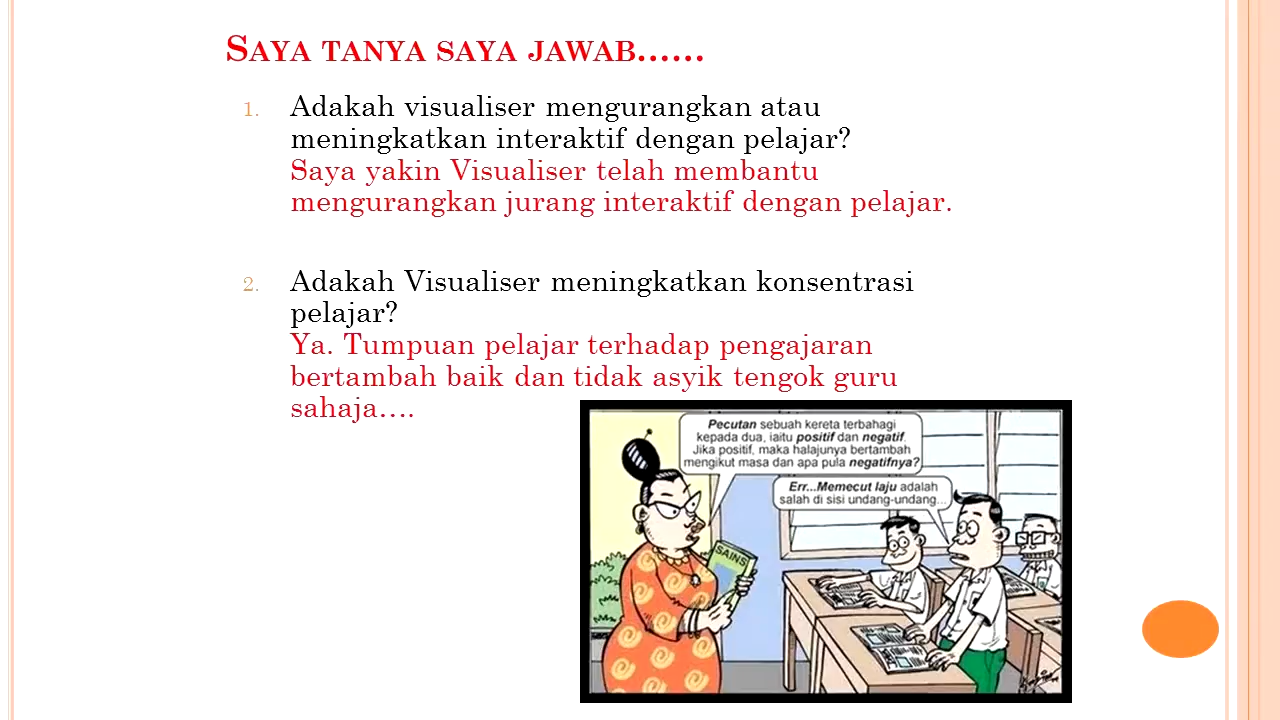 SAYA TANYA SAYA JAWAB......
1. Adakah visualiser mengurangkan atau
meningkatkan interaktif dengan pelajar?
Saya yakin Visualiser telah membantu
mengurangkan jurang interaktif dengan pelajar.
2. Adakah Visualiser meningkatkan konsentrasi
pelajar?
Ya. Tumpuan pelajar terhadap pengajaran
bertambah baik dan tidak asyik tengok guru
sahaja....
Pecutan sebuah kereta terbahagi
kepada dua, iaitu positif dan negatif.
Jika positif, maka halajunya bertambah
mengikut masa dan apa pula negatifnya?
Err...Memecut laju adalah
salah di sisi undang-undang...
SAINS